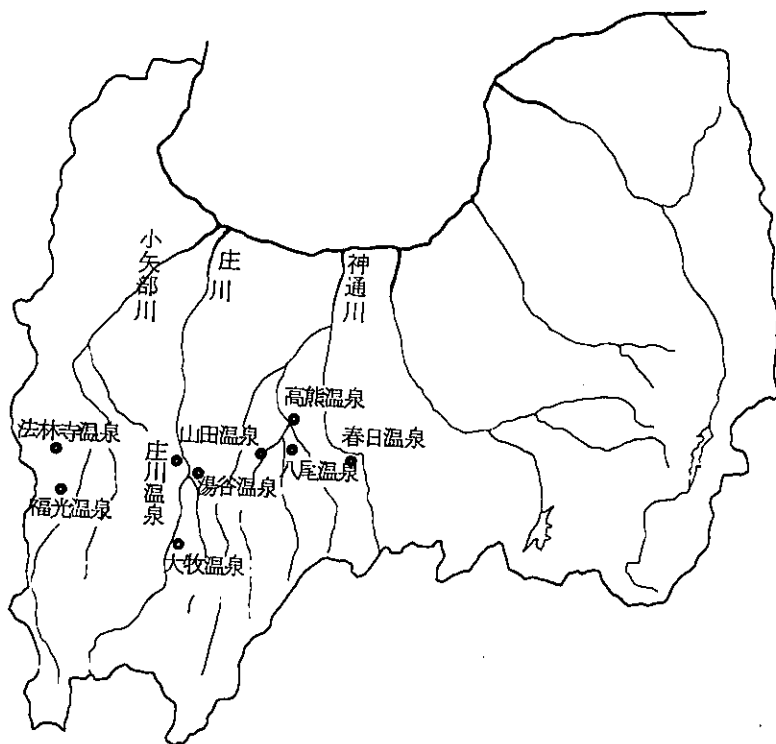 小矢部川
庄川
神通川
高熊温泉
法林寺温泉
山田温泉
春日温泉
庄川温泉
湯谷温泉
八尾温泉
福光温泉
大牧温泉